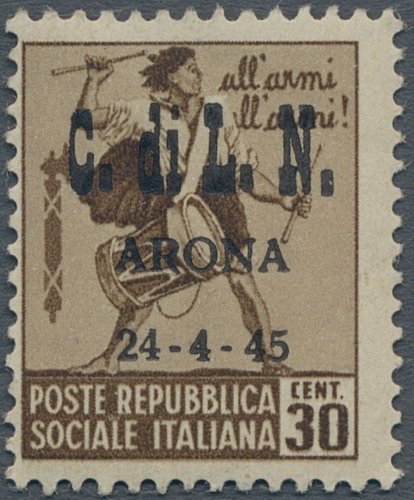 all'armi
all'armi!
C. di L. N.
ARONA
24-4-45
POSTE REPUBBLICA
SOCIALE ITALIANA
CENT.
30